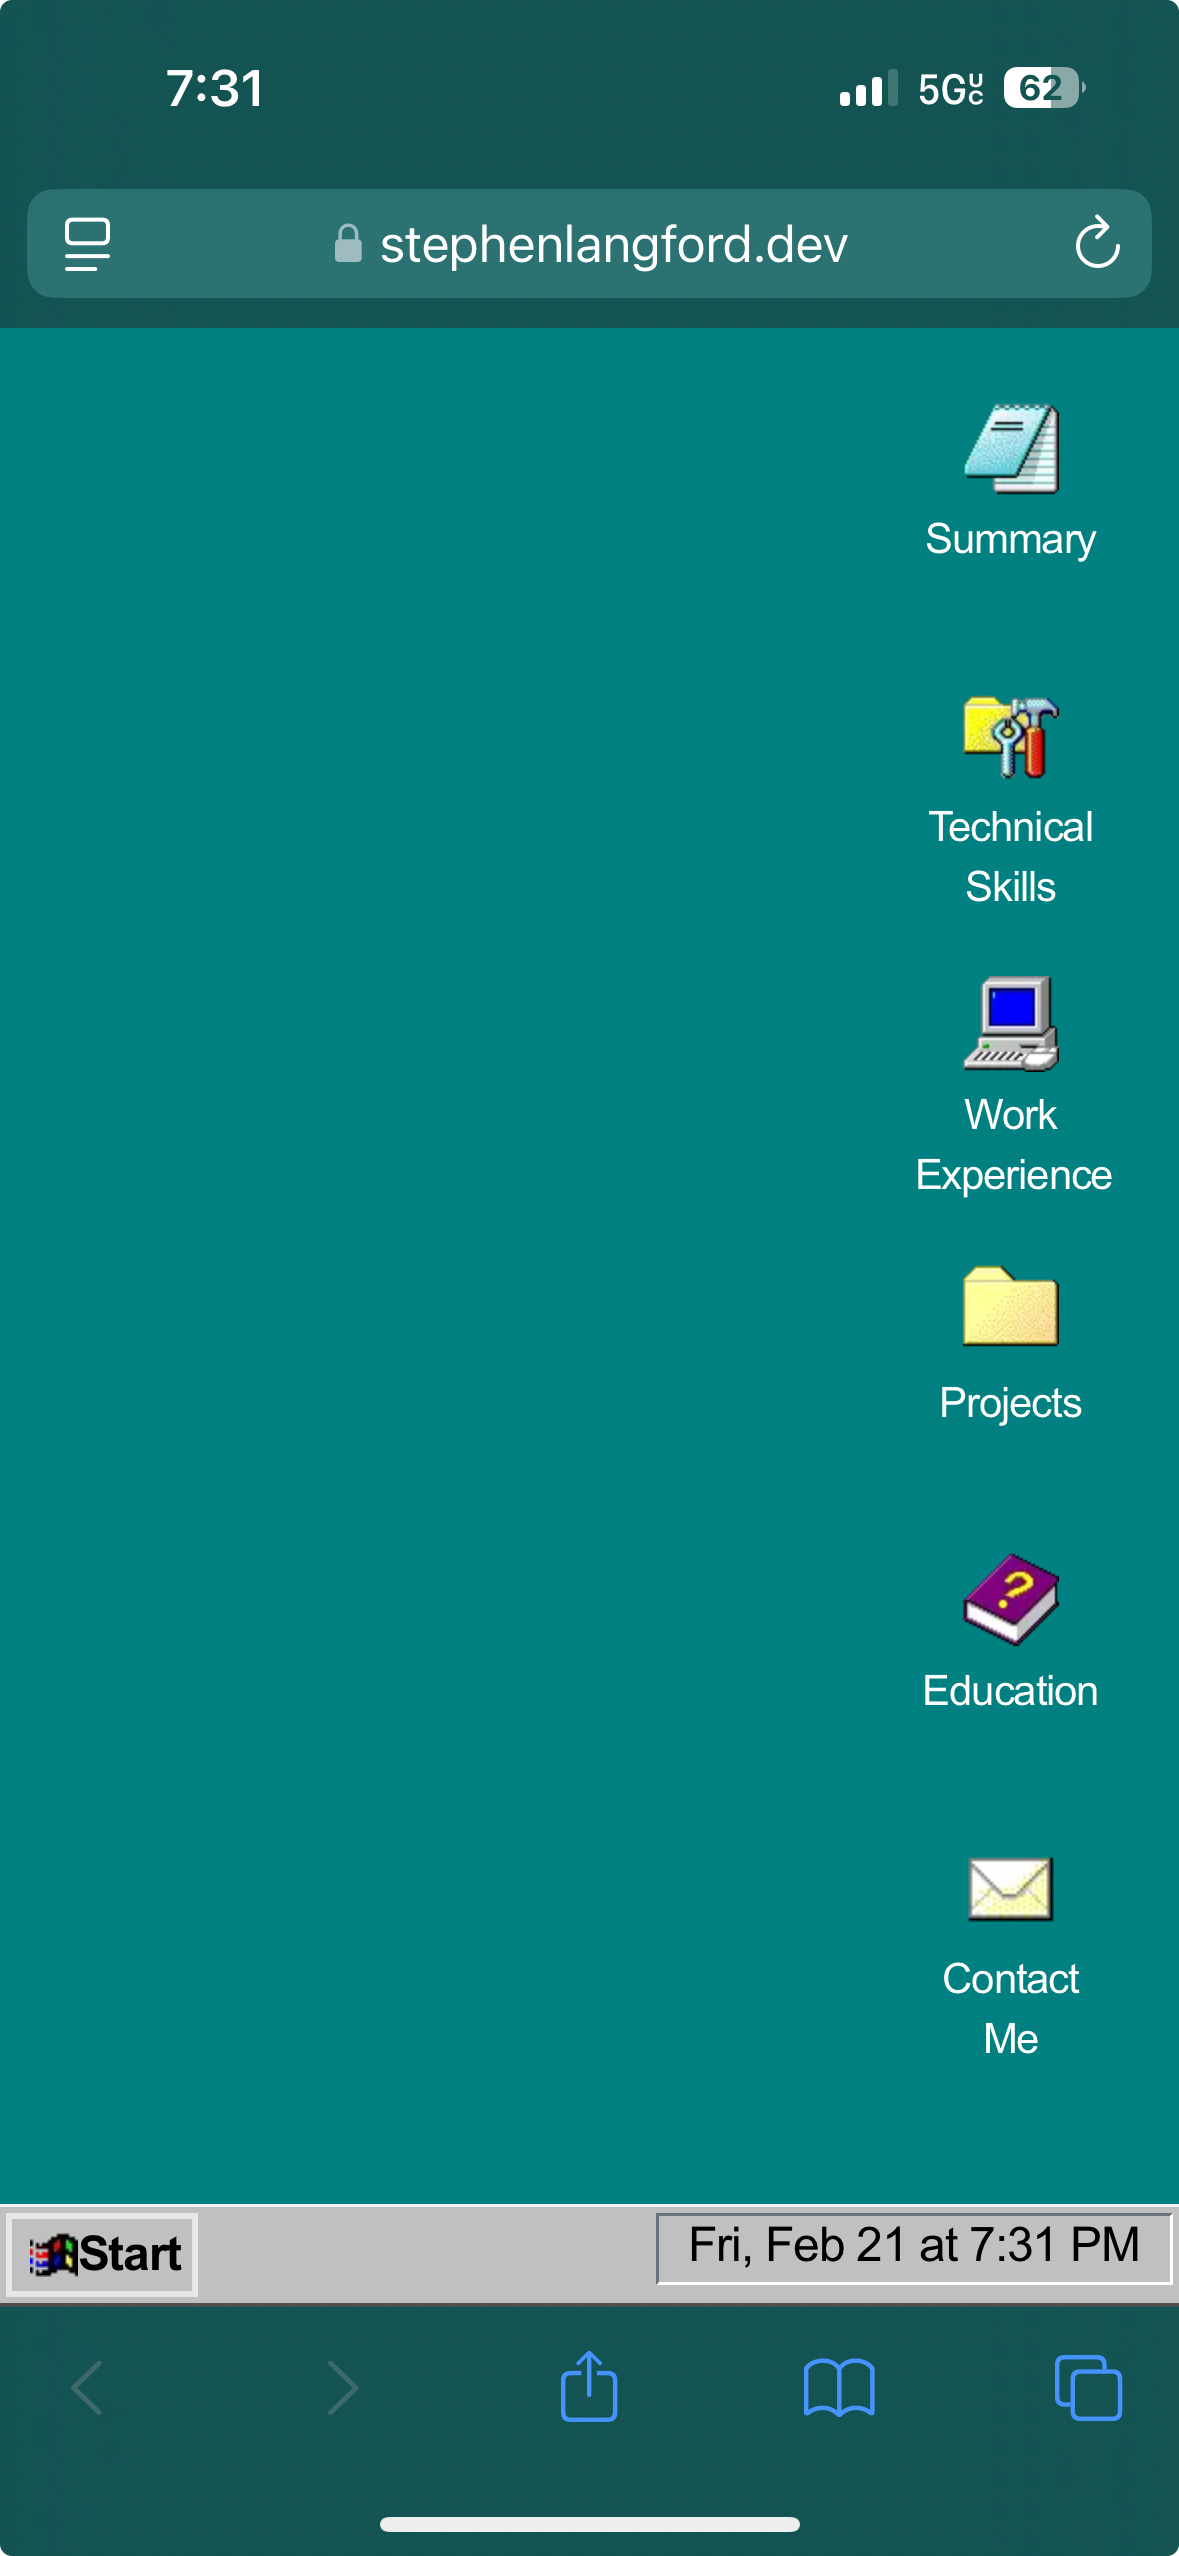 7:31
5G UC
62
stephenlangford.dev
Summary
Technical
Skills
Work
Experience
Projects
?
Education
Contact
Me
Start
Fri, Feb 21 at 7:31 PM